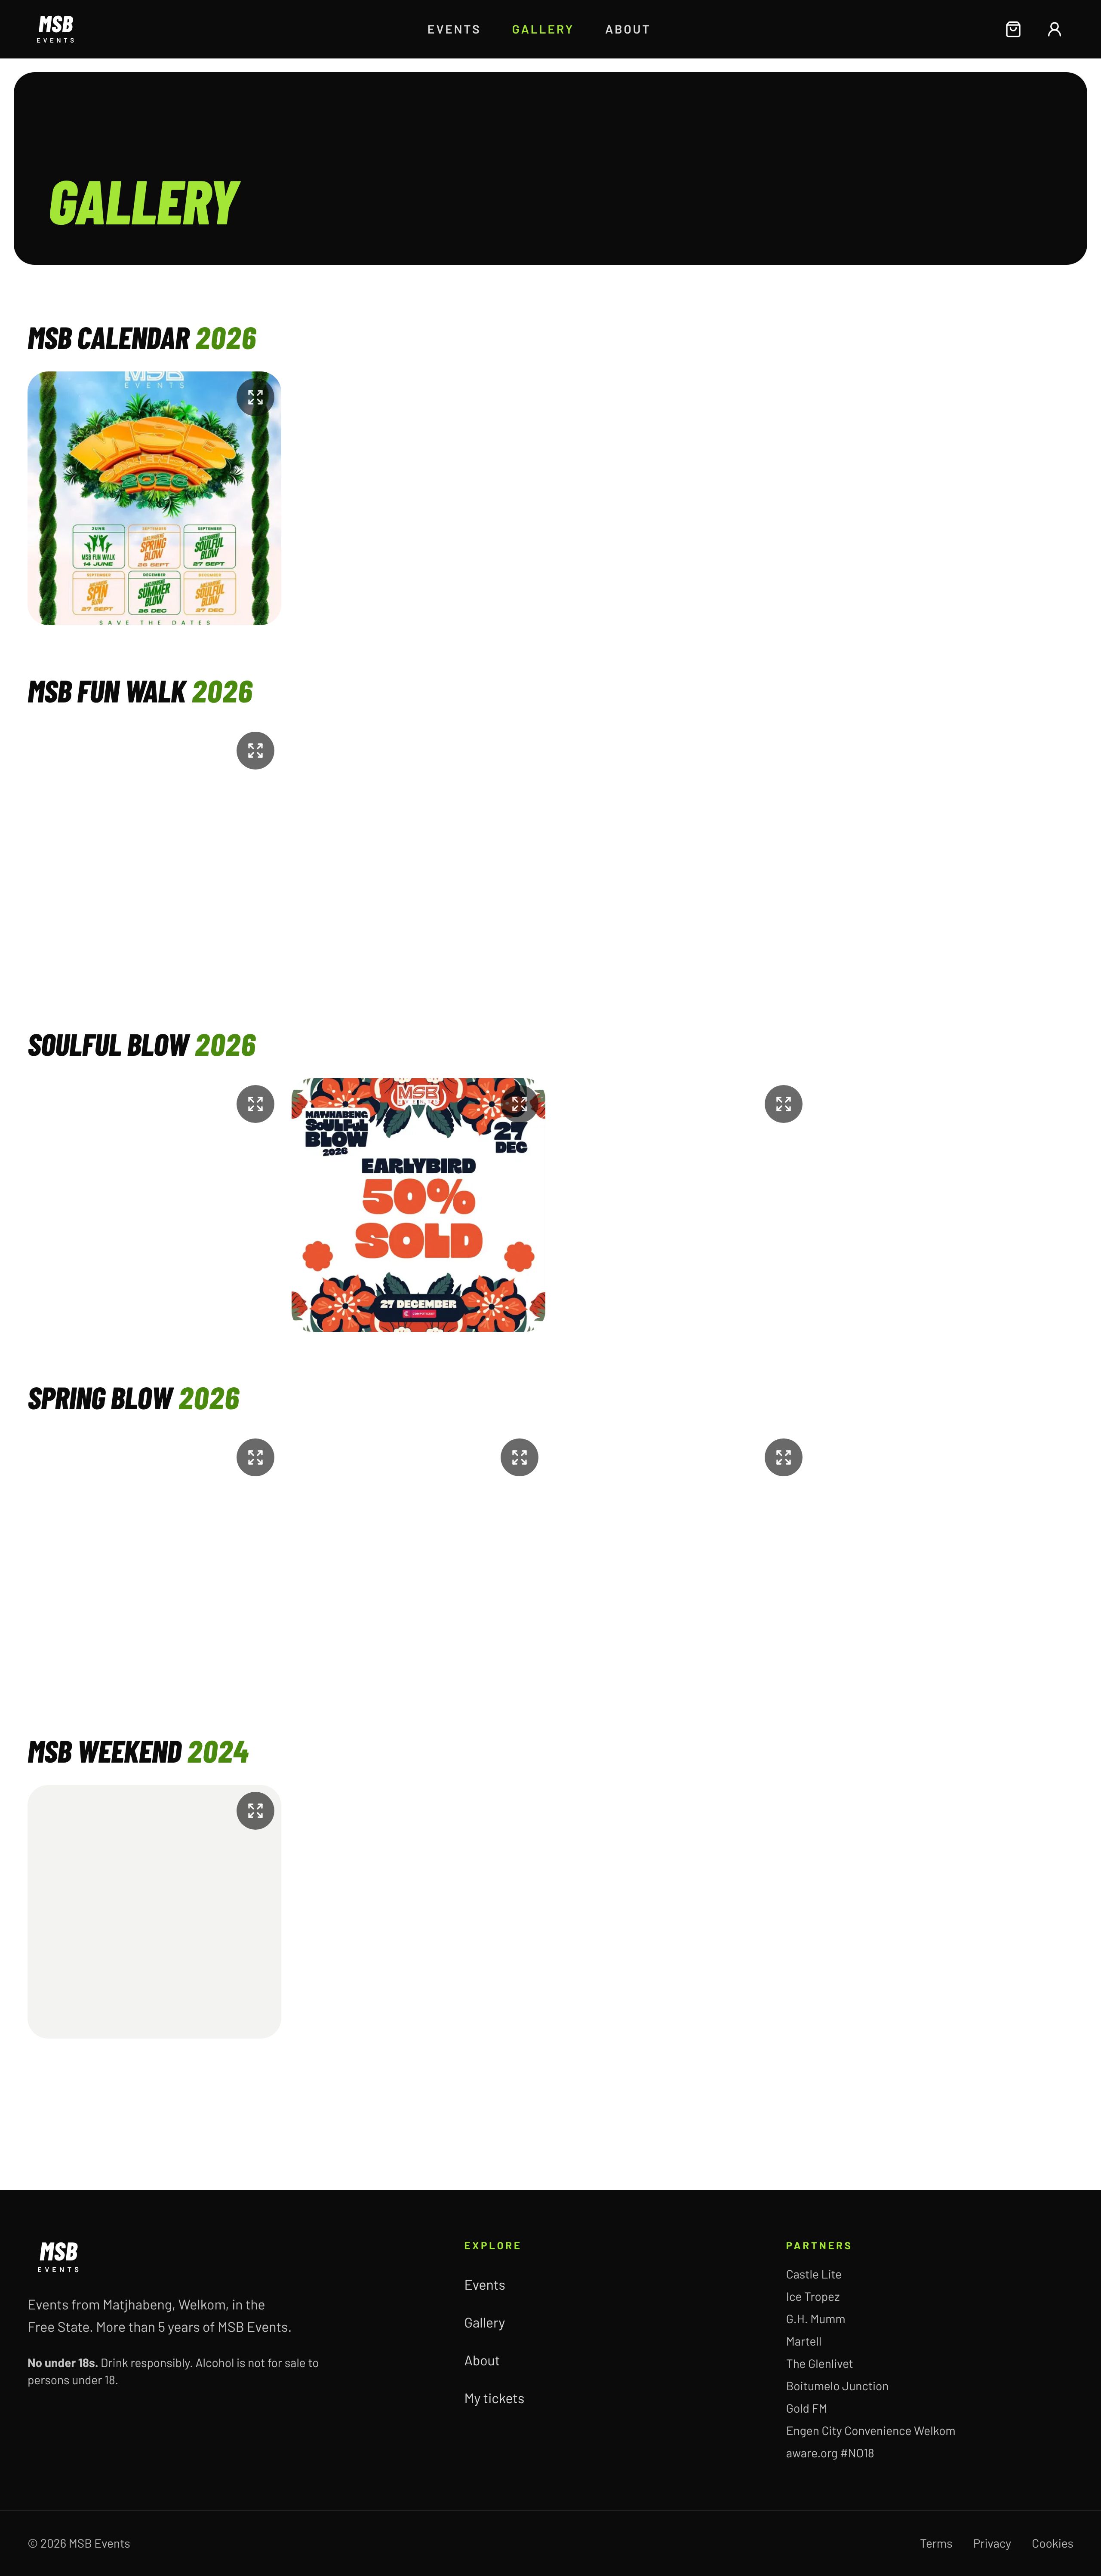 MSB
EVENTS
EVENTS
GALLERY
ABOUT
GALLERY
MSB CALENDAR 2026
MSB
EVENTS
2026
JUNE
MSB FUN WALK
14 JUNE
SEPTEMBER
SPRING
BLOW
26 SEPT
SEPTEMBER
SOULFUL
BLOW
27 SEPT
SEPTEMBER
SPIN
BLOW
27 SEPT
DECEMBER
SUMMER
BLOW
26 DEC
DECEMBER
SOULFUL
BLOW
27 DEC
SAVE THE DATES
MSB FUN WALK 2026
SOULFUL BLOW 2026
MSB
MATJHABENG
SOULFUL
BLOW
2026
27
DEC
EARLYBIRD
50%
SOLD
27 DECEMBER
SPRING BLOW 2026
MSB WEEKEND 2024
MSB
EVENTS
Events from Matjhabeng, Welkom, in the
Free State. More than 5 years of MSB Events.
No under 18s. Drink responsibly. Alcohol is not for sale to
persons under 18.
EXPLORE
Events
Gallery
About
My tickets
PARTNERS
Castle Lite
Ice Tropez
G.H. Mumm
Martell
The Glenlivet
Boitumelo Junction
Gold FM
Engen City Convenience Welkom
aware.org #NO18
© 2026 MSB Events
Terms
Privacy
Cookies